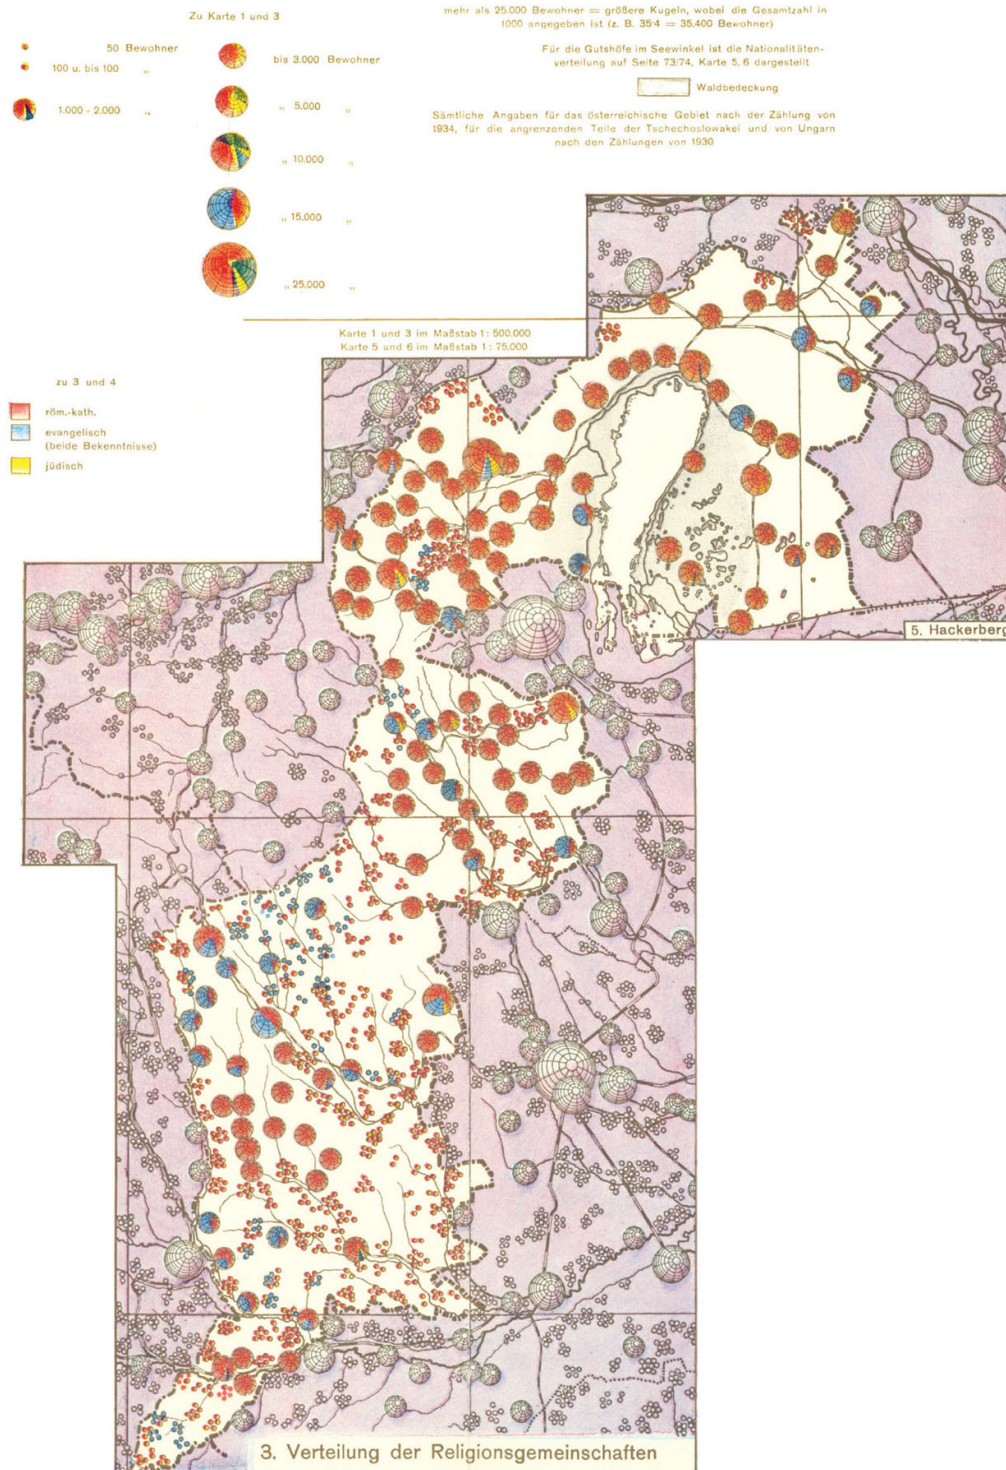 Zu Karte 1 und 3
50 Bewohner
100 u. bis 100 „
1.000 - 2.000 „
bis 3.000 Bewohner
„ 5.000 „
„ 10.000 „
„ 15.000 „
„ 25.000 „
mehr als 25.000 Bewohner = größere Kugeln, wobei die Gesamtzahl in
1000 angegeben ist (z. B. 35·4 = 35.400 Bewohner)
Für die Gutshöfe im Seewinkel ist die Nationalitäten-
verteilung auf Seite 73/74, Karte 5, 6 dargestellt
Waldbedeckung
Sämtliche Angaben für das österreichische Gebiet nach der Zählung von
1934, für die angrenzenden Teile der Tschechoslowakei und von Ungarn
nach den Zählungen von 1930
Karte 1 und 3 im Maßstab 1 : 500.000
Karte 5 und 6 im Maßstab 1 : 75.000
zu 3 und 4
röm.-kath.
evangelisch
(beide Bekenntnisse)
jüdisch
5. Hackerberg
3. Verteilung der Religionsgemeinschaften